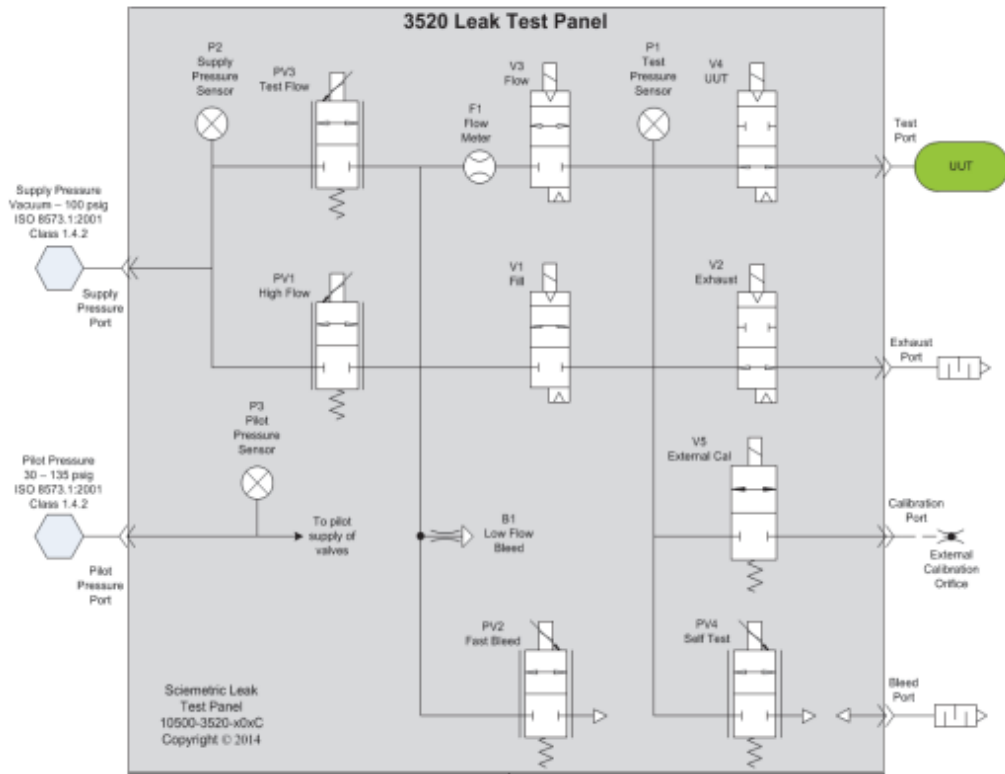 3520 Leak Test Panel
P2
Supply
Pressure
Sensor
PV3
Test Flow
F1
Flow
Meter
V3
Flow
P1
Test
Pressure
Sensor
V4
UUT
Test
Port
UUT
Supply Pressure
Vacuum – 100 psig
ISO 8573.1:2001
Class 1.4.2
Supply
Pressure
Port
PV1
High Flow
V1
Fill
V2
Exhaust
Exhaust
Port
P3
Pilot
Pressure
Sensor
Pilot Pressure
30 – 135 psig
ISO 8573.1:2001
Class 1.4.2
Pilot
Pressure
Port
To pilot
supply of
valves
B1
Low Flow
Bleed
V5
External Cal
Calibration
Port
External
Calibration
Orifice
PV2
Fast Bleed
PV4
Self Test
Bleed
Port
Sciemetric Leak
Test Panel
10500-3520-x0xC
Copyright © 2014